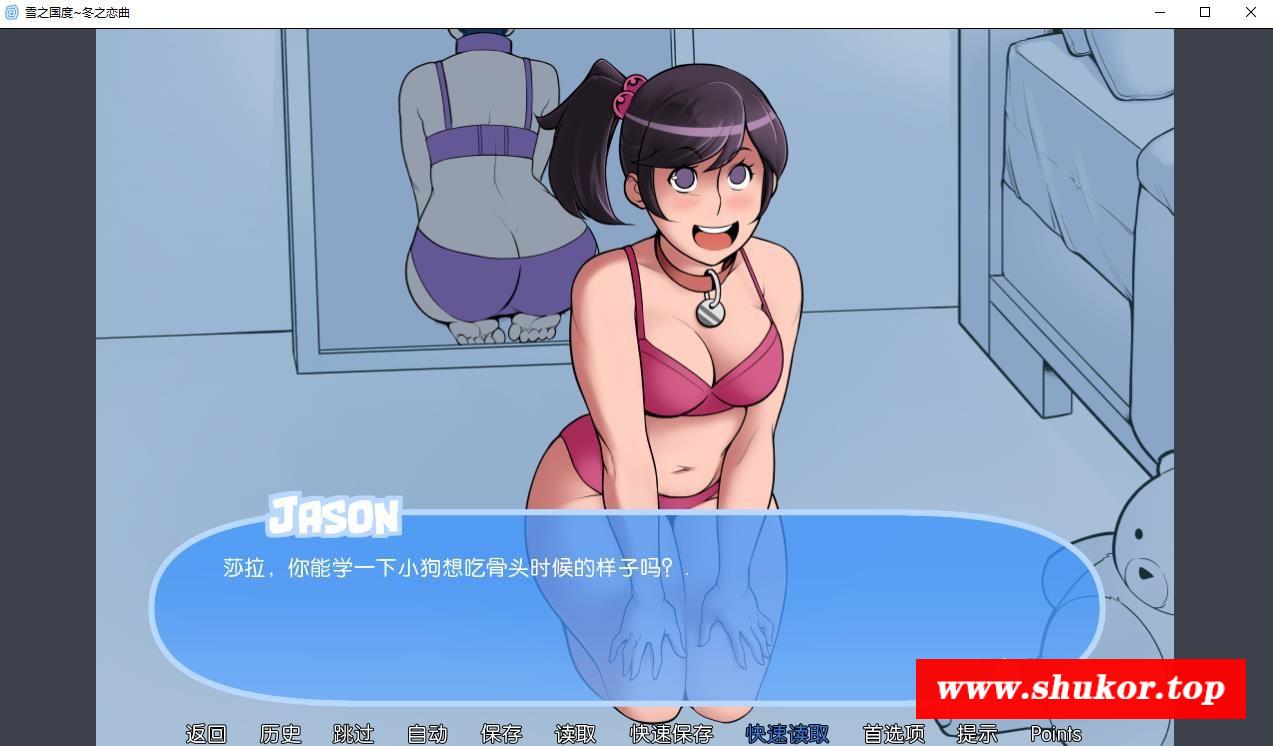 雪之国度~冬之恋曲
JASON
莎拉，你能学一下小狗想吃骨头时候的样子吗？.
www.shukor.top
返回 历史 跳过 自动 保存 读取 快速保存 快速读取 首选项 提示 Points